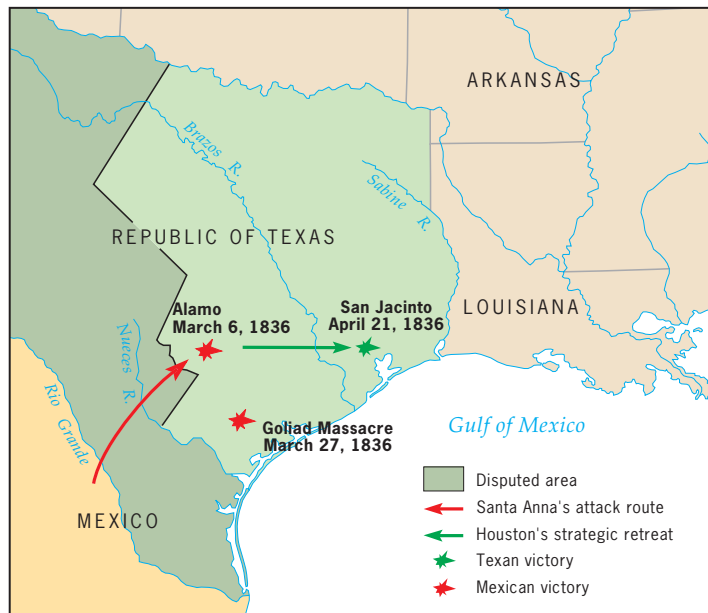 ARKANSAS
Brazos R.
Sabine R.
REPUBLIC OF TEXAS
Alamo
March 6, 1836
San Jacinto
April 21, 1836
LOUISIANA
Nueces R.
Rio Grande
Goliad Massacre
March 27, 1836
Gulf of Mexico
MEXICO
Disputed area
Santa Anna's attack route
Houston's strategic retreat
Texan victory
Mexican victory